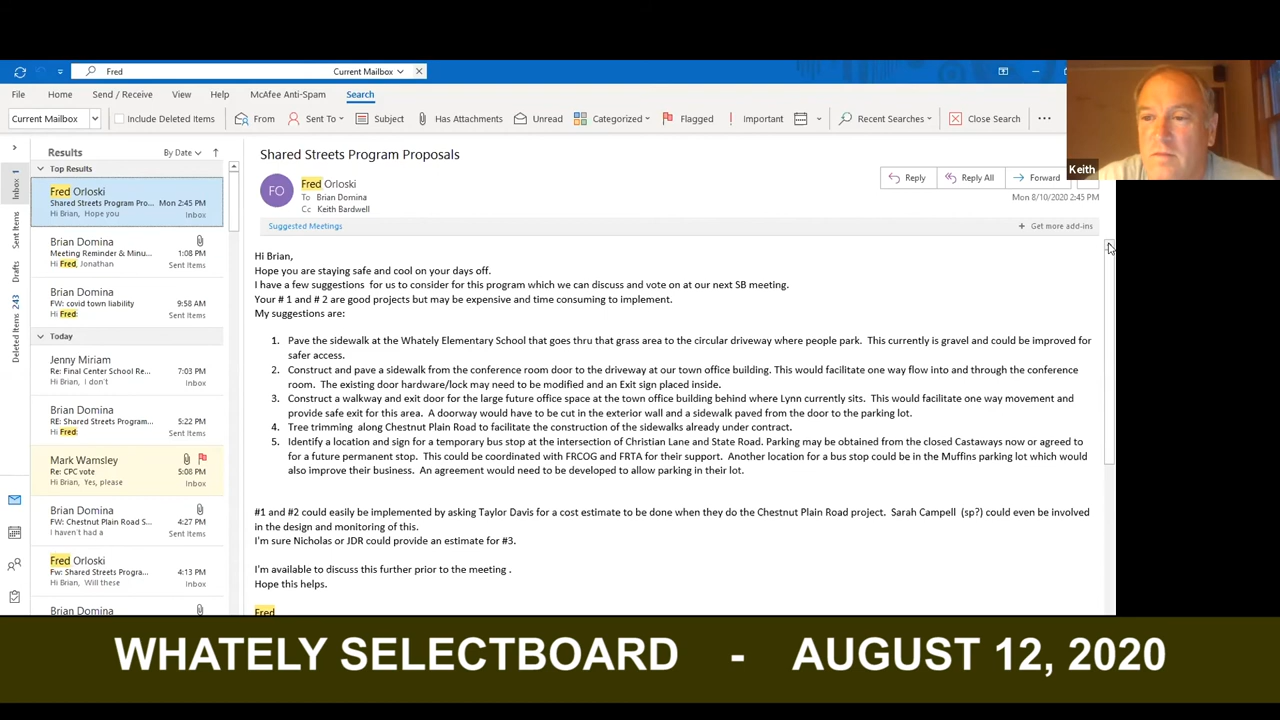 Fred
Current Mailbox
File Home Send / Receive View Help McAfee Anti-Spam Search
Current Mailbox Include Deleted Items From Sent To Subject Has Attachments Unread Categorized Flagged Important Recent Searches Close Search
Results By Date
Top Results
Fred Orloski
Shared Streets Program Pro... Mon 2:45 PM
Hi Brian, Hope you Inbox
Brian Domina
Meeting Reminder & Minu... 1:08 PM
Hi Fred, Jonathan Sent Items
Brian Domina
FW: covid town liability 9:58 AM
Hi Fred: Sent Items
Today
Jenny Miriam
Re: Final Center School Re... 7:03 PM
Hi Brian, I don't Inbox
Brian Domina
RE: Shared Streets Program... 5:22 PM
Hi Fred: Sent Items
Mark Wamsley
Re: CPC vote 5:08 PM
Hi Brian, Yes, please Inbox
Brian Domina
FW: Chestnut Plain Road S... 4:27 PM
I haven't had a Sent Items
Fred Orloski
Fw: Shared Streets Progra... 4:13 PM
Hi Brian, Will these Inbox
Brian Domina
Inbox 1
Sent Items
Drafts
Deleted Items 243
Shared Streets Program Proposals
FO
Fred Orloski
To Brian Domina
Cc Keith Bardwell
Reply Reply All Forward
Mon 8/10/2020 2:45 PM
Suggested Meetings
+ Get more add-ins
Hi Brian,
Hope you are staying safe and cool on your days off.
I have a few suggestions for us to consider for this program which we can discuss and vote on at our next SB meeting.
Your # 1 and # 2 are good projects but may be expensive and time consuming to implement.
My suggestions are:
1. Pave the sidewalk at the Whately Elementary School that goes thru that grass area to the circular driveway where people park. This currently is gravel and could be improved for
safer access.
2. Construct and pave a sidewalk from the conference room door to the driveway at our town office building. This would facilitate one way flow into and through the conference
room. The existing door hardware/lock may need to be modified and an Exit sign placed inside.
3. Construct a walkway and exit door for the large future office space at the town office building behind where Lynn currently sits. This would facilitate one way movement and
provide safe exit for this area. A doorway would have to be cut in the exterior wall and a sidewalk paved from the door to the parking lot.
4. Tree trimming along Chestnut Plain Road to facilitate the construction of the sidewalks already under contract.
5. Identify a location and sign for a temporary bus stop at the intersection of Christian Lane and State Road. Parking may be obtained from the closed Castaways now or agreed to
for a future permanent stop. This could be coordinated with FRCOG and FRTA for their support. Another location for a bus stop could be in the Muffins parking lot which would
also improve their business. An agreement would need to be developed to allow parking in their lot.
#1 and #2 could easily be implemented by asking Taylor Davis for a cost estimate to be done when they do the Chestnut Plain Road project. Sarah Campell (sp?) could even be involved
in the design and monitoring of this.
I'm sure Nicholas or JDR could provide an estimate for #3.
I'm available to discuss this further prior to the meeting .
Hope this helps.
Fred
Keith
WHATELY SELECTBOARD - AUGUST 12, 2020